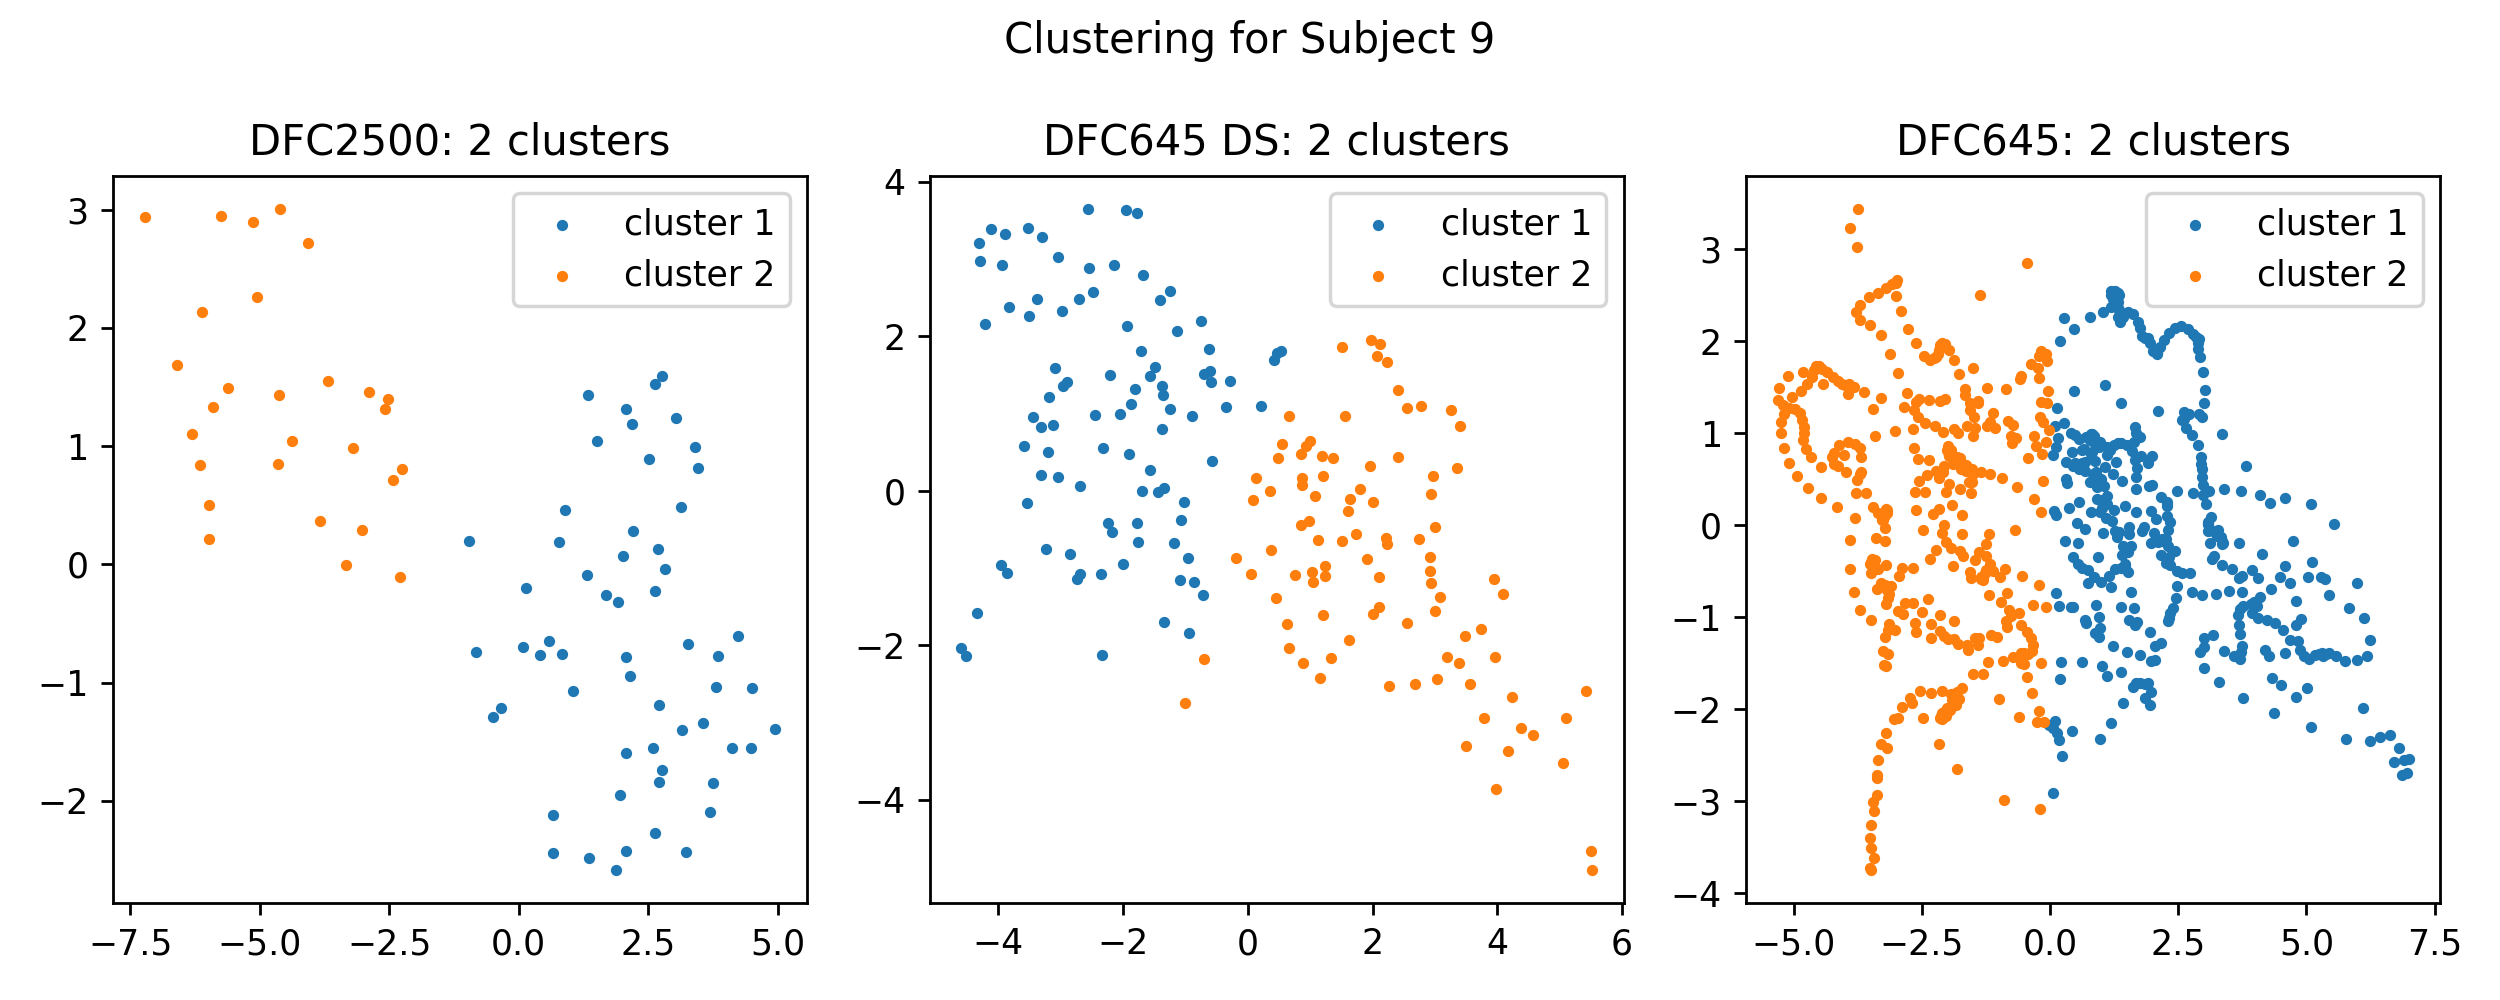 Clustering for Subject 9
DFC2500: 2 clusters
3
2
1
0
−1
−2
−7.5 −5.0 −2.5 0.0 2.5 5.0
cluster 1
cluster 2
DFC645 DS: 2 clusters
4
2
0
−2
−4
−4 −2 0 2 4 6
cluster 1
cluster 2
DFC645: 2 clusters
3
2
1
0
−1
−2
−3
−4
−5.0 −2.5 0.0 2.5 5.0 7.5
cluster 1
cluster 2